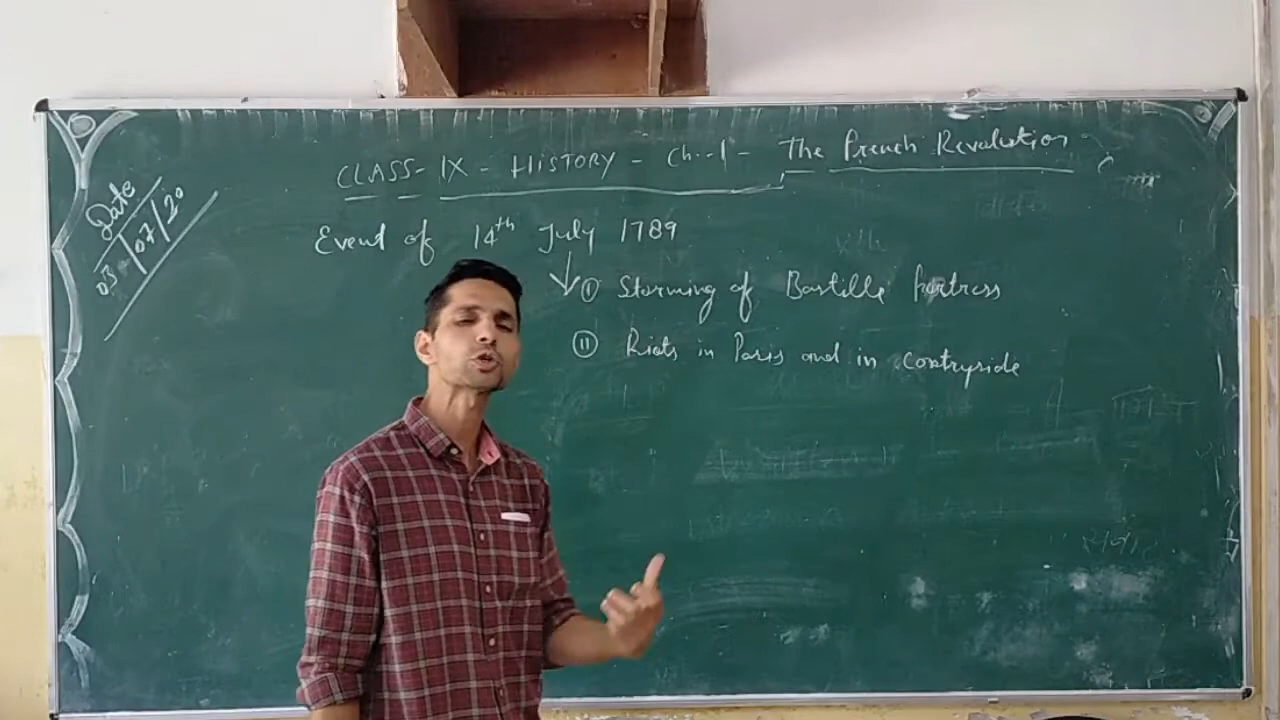 CLASS- IX - HISTORY - Ch..1 - The French Revolution
Date
03/07/20
Event of 14th July 1789
(I) Storming of Bastille fortress
(II) Riots in Paris and in contryside